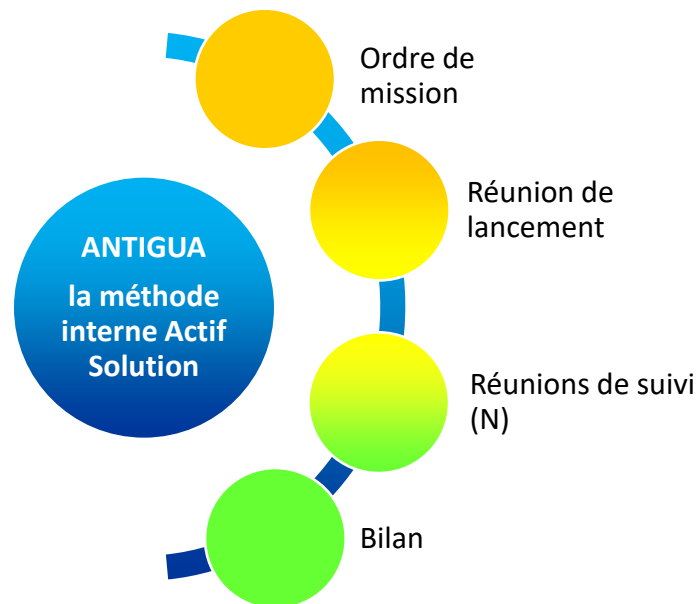 Ordre de
mission
Réunion de
lancement
ANTIGUA
la méthode
interne Actif
Solution
Réunions de suivi
(N)
Bilan